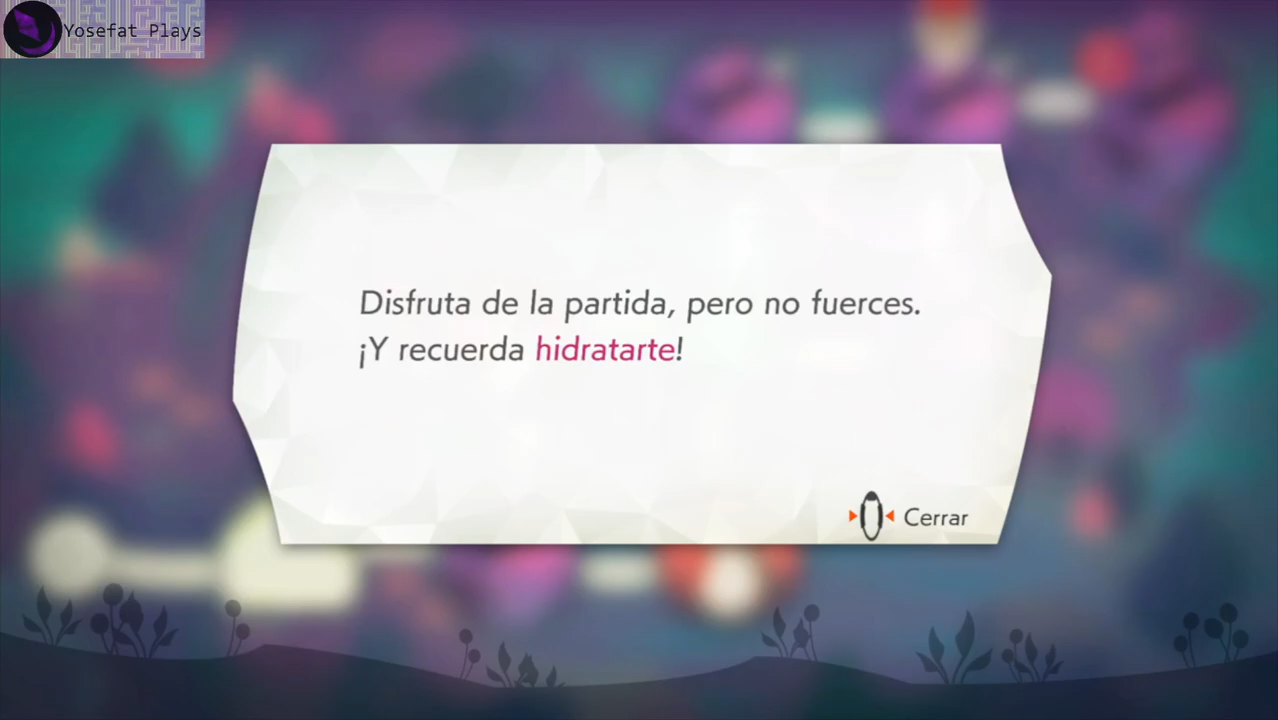 Yosefat Plays
Disfruta de la partida, pero no fuerces.
¡Y recuerda hidratarte!
Cerrar